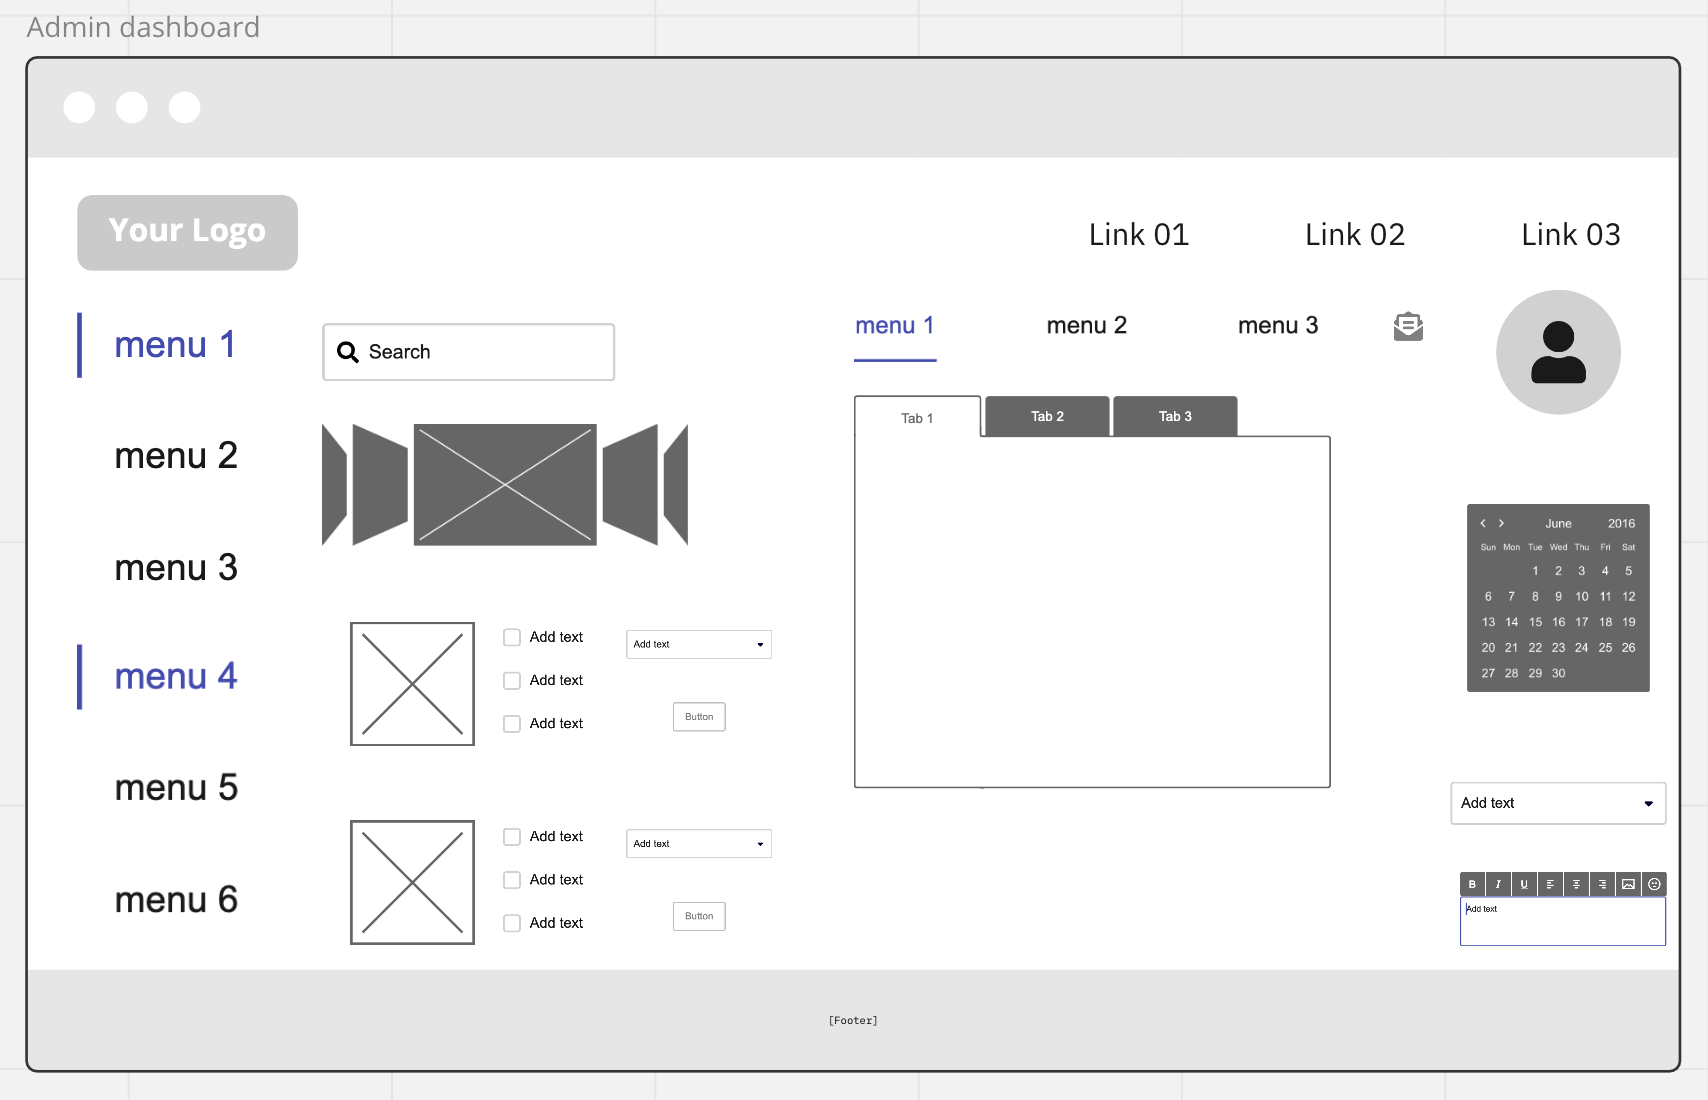 Admin dashboard
Your Logo
Link 01 Link 02 Link 03
menu 1
menu 2
menu 3
menu 4
menu 5
menu 6
Search
Add text
Add text
Add text
Add text
Button
Add text
Add text
Add text
Add text
Button
menu 1 menu 2 menu 3
Tab 1 Tab 2 Tab 3
June 2016
Sun Mon Tue Wed Thu Fri Sat
1 2 3 4 5
6 7 8 9 10 11 12
13 14 15 16 17 18 19
20 21 22 23 24 25 26
27 28 29 30
Add text
B I U
Add text
[Footer]